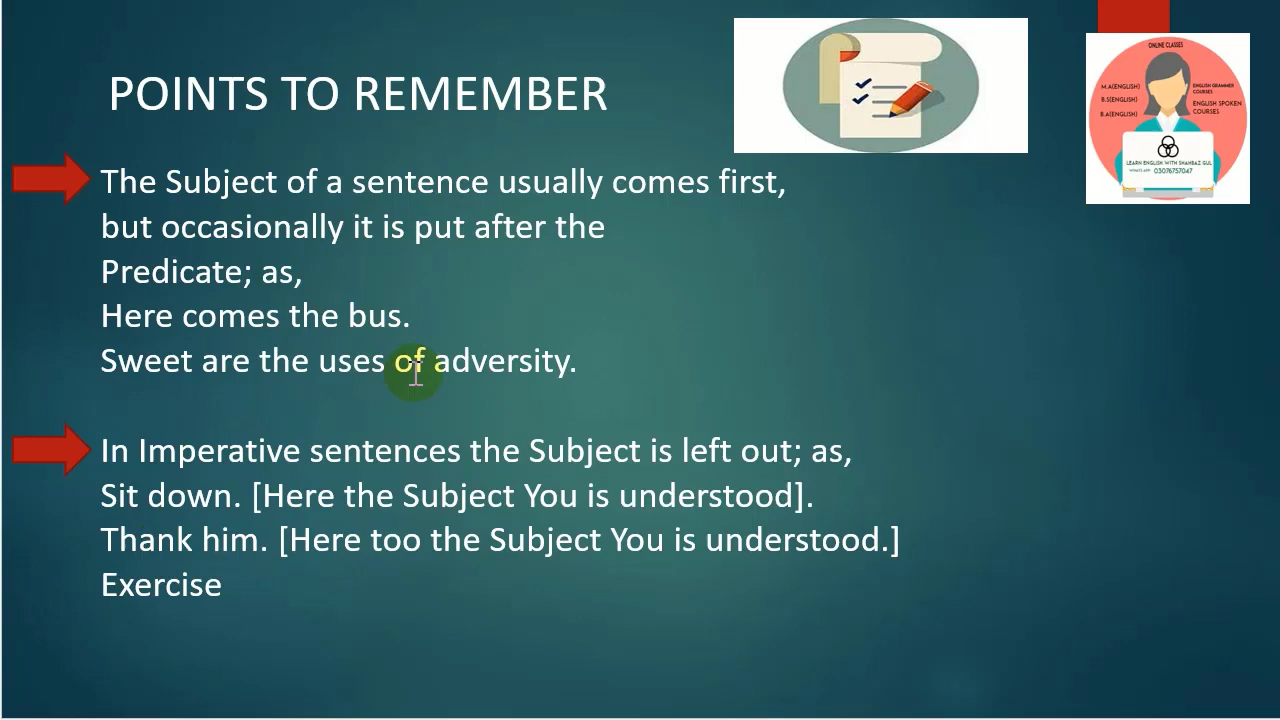 POINTS TO REMEMBER
ONLINE CLASSES
M.A(ENGLISH)
B.S(ENGLISH)
B.A(ENGLISH)
ENGLISH GRAMMER
COURSES
ENGLISH SPOKEN
COURSES
LEARN ENGLISH WITH SHAHBAZ GUL
WHATS APP 03076757047
The Subject of a sentence usually comes first,
but occasionally it is put after the
Predicate; as,
Here comes the bus.
Sweet are the uses of adversity.
In Imperative sentences the Subject is left out; as,
Sit down. [Here the Subject You is understood].
Thank him. [Here too the Subject You is understood.]
Exercise